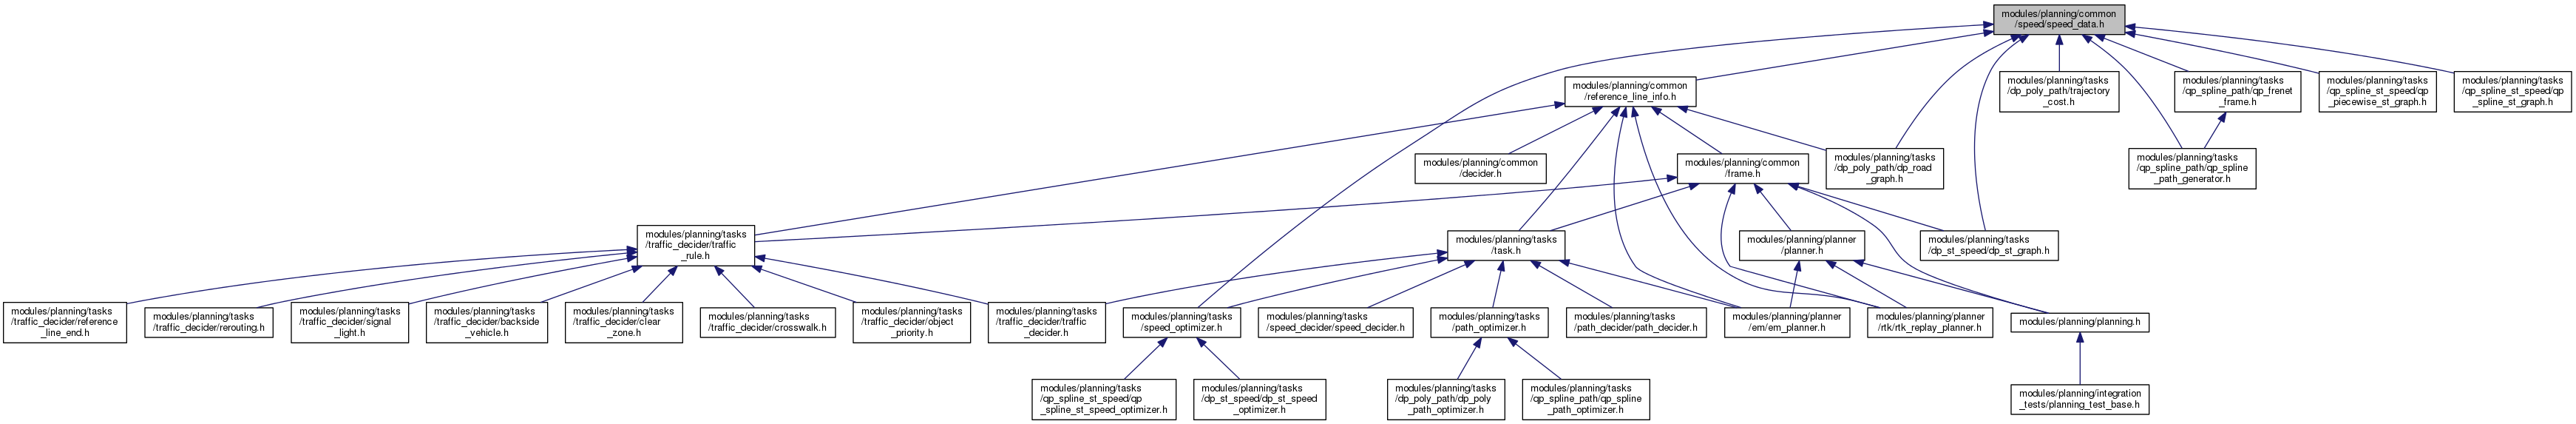 modules/planning/common
/speed/speed_data.h
modules/planning/common
/reference_line_info.h
modules/planning/tasks
/dp_poly_path/trajectory
_cost.h
modules/planning/tasks
/qp_spline_path/qp_frenet
_frame.h
modules/planning/tasks
/qp_spline_st_speed/qp
_piecewise_st_graph.h
modules/planning/tasks
/qp_spline_st_speed/qp
_spline_st_graph.h
modules/planning/common
/decider.h
modules/planning/common
/frame.h
modules/planning/tasks
/dp_poly_path/dp_road
_graph.h
modules/planning/tasks
/qp_spline_path/qp_spline
_path_generator.h
modules/planning/tasks
/traffic_decider/traffic
_rule.h
modules/planning/tasks
/task.h
modules/planning/planner
/planner.h
modules/planning/tasks
/dp_st_speed/dp_st_graph.h
modules/planning/tasks
/traffic_decider/reference
_line_end.h
modules/planning/tasks
/traffic_decider/rerouting.h
modules/planning/tasks
/traffic_decider/signal
_light.h
modules/planning/tasks
/traffic_decider/backside
_vehicle.h
modules/planning/tasks
/traffic_decider/clear
_zone.h
modules/planning/tasks
/traffic_decider/crosswalk.h
modules/planning/tasks
/traffic_decider/object
_priority.h
modules/planning/tasks
/traffic_decider/traffic
_decider.h
modules/planning/tasks
/speed_optimizer.h
modules/planning/tasks
/speed_decider/speed_decider.h
modules/planning/tasks
/path_optimizer.h
modules/planning/tasks
/path_decider/path_decider.h
modules/planning/planner
/em/em_planner.h
modules/planning/planner
/rtk/rtk_replay_planner.h
modules/planning/planning.h
modules/planning/tasks
/qp_spline_st_speed/qp
_spline_st_speed_optimizer.h
modules/planning/tasks
/dp_st_speed/dp_st_speed
_optimizer.h
modules/planning/tasks
/dp_poly_path/dp_poly
_path_optimizer.h
modules/planning/tasks
/qp_spline_path/qp_spline
_path_optimizer.h
modules/planning/integration
_tests/planning_test_base.h